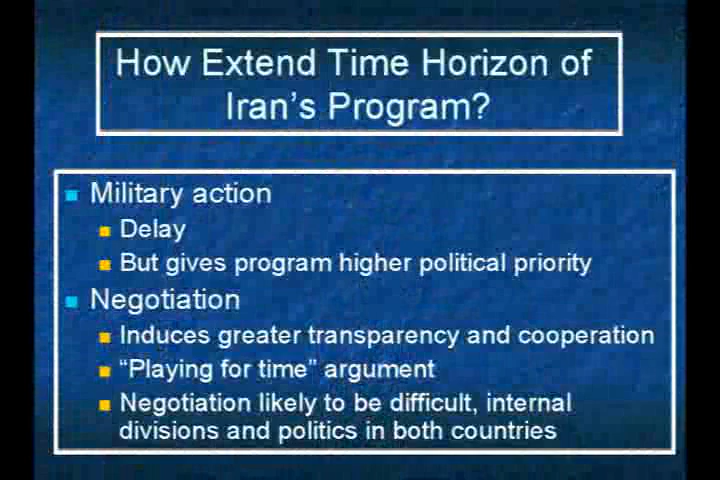 How Extend Time Horizon of
Iran's Program?
Military action
Delay
But gives program higher political priority
Negotiation
Induces greater transparency and cooperation
“Playing for time” argument
Negotiation likely to be difficult, internal
divisions and politics in both countries